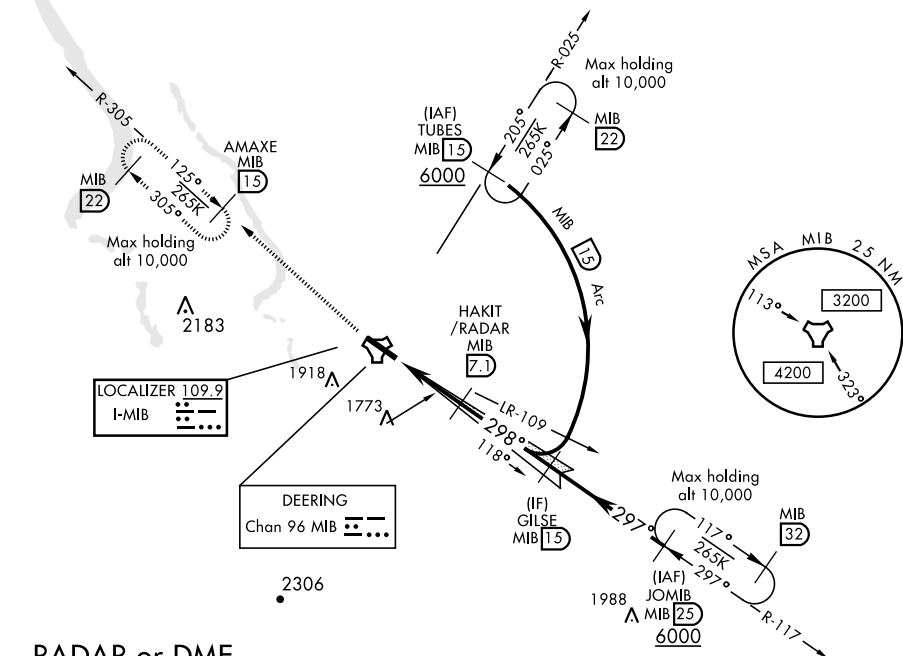 R-025
Max holding
alt 10,000
205°
265K
025°
MIB
22
(IAF)
TUBES
MIB 15
6000
R-305
AMAXE
MIB
15
125°
265K
305°
MIB
22
Max holding
alt 10,000
2183
MIB
15
Arc
MSA MIB 25 NM
113°
3200
4200
323°
HAKIT
/RADAR
MIB
7.1
1918
1773
LOCALIZER 109.9
I-MIB
LR-109
298°
118°
DEERING
Chan 96 MIB
(IF)
GILSE
MIB 15
Max holding
alt 10,000
297°
117°
265K
297°
MIB
32
(IAF)
JOMIB
MIB 25
6000
1988
R-117
2306
RADAR or DME